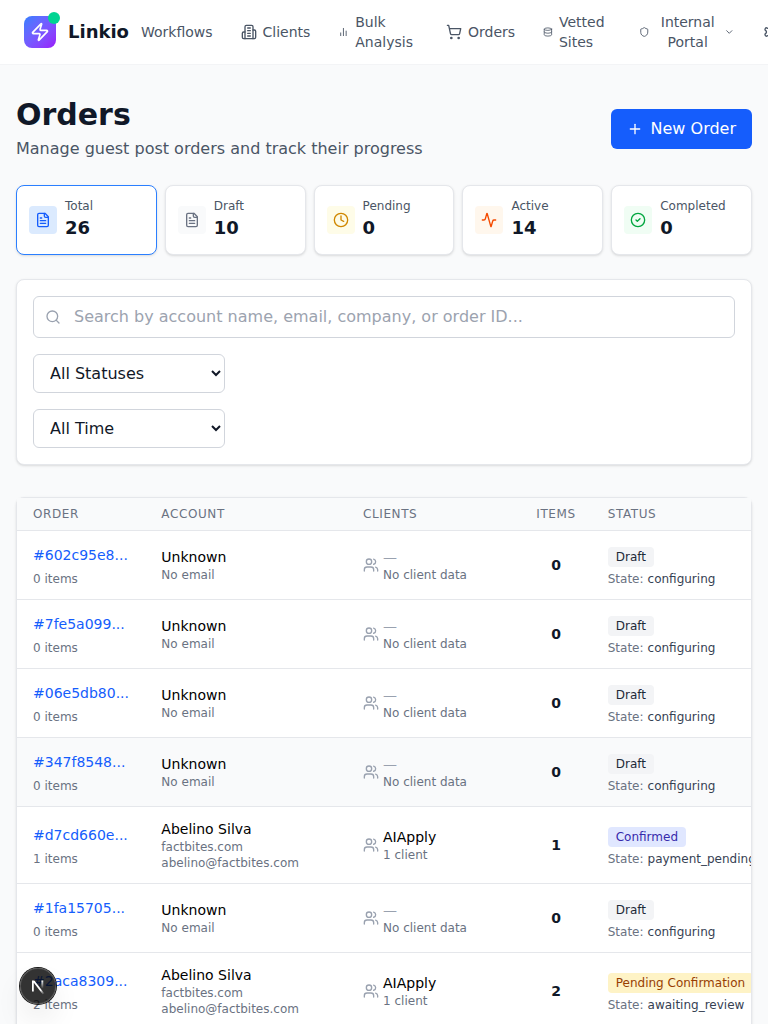 Linkio
Workflows
Clients
Bulk
Analysis
Orders
Vetted
Sites
Internal
Portal
Orders
Manage guest post orders and track their progress
+ New Order
Total
26
Draft
10
Pending
0
Active
14
Completed
0
Search by account name, email, company, or order ID...
All Statuses
All Time
ORDER ACCOUNT CLIENTS ITEMS STATUS
#602c95e8...
0 items
Unknown
No email
—
No client data
0
Draft
State: configuring
#7fe5a099...
0 items
Unknown
No email
—
No client data
0
Draft
State: configuring
#06e5db80...
0 items
Unknown
No email
—
No client data
0
Draft
State: configuring
#347f8548...
0 items
Unknown
No email
—
No client data
0
Draft
State: configuring
#d7cd660e...
1 items
Abelino Silva
factbites.com
abelino@factbites.com
AIApply
1 client
1
Confirmed
State: payment_pending
#1fa15705...
0 items
Unknown
No email
—
No client data
0
Draft
State: configuring
2aca8309...
2 items
Abelino Silva
factbites.com
abelino@factbites.com
AIApply
1 client
2
Pending Confirmation
State: awaiting_review
N